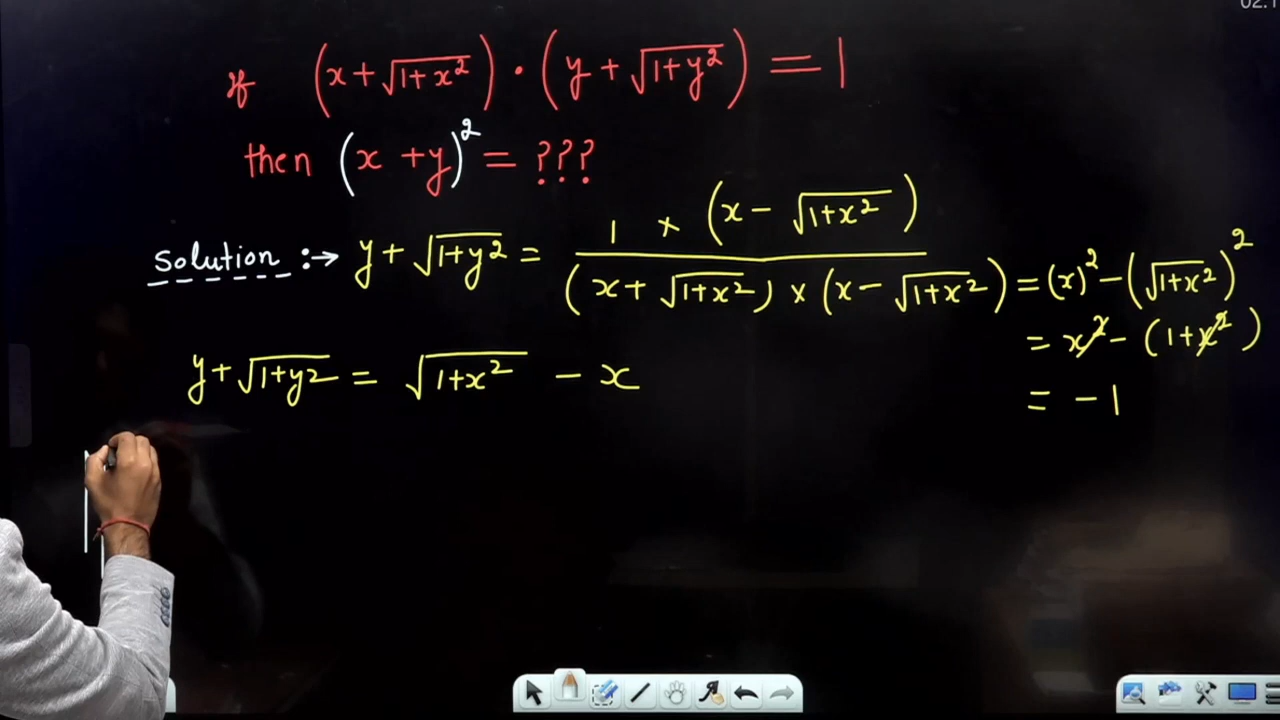 If (x + √1+x²) · (y + √1+y²) = 1
then (x + y)² = ???
Solution :→ y + √1+y² = 1 × (x − √1+x²) / (x + √1+x²) × (x − √1+x²) = (x)² − (√1+x²)²
= x² − (1+x²)
y + √1+y² = √1+x² − x
= −1